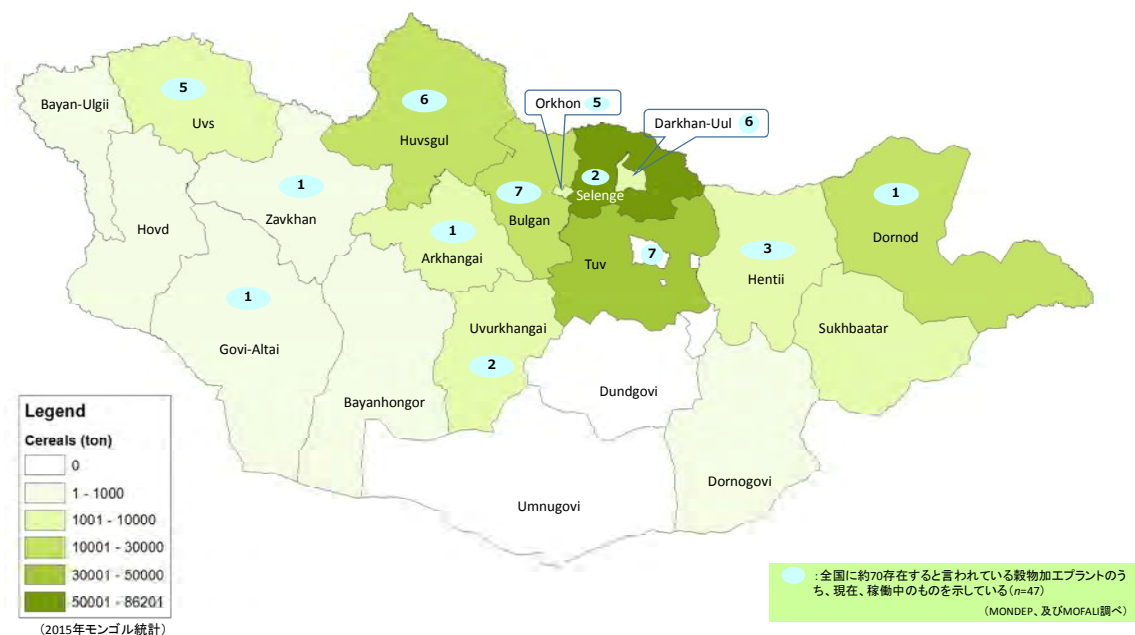 Bayan-Ulgii
5
Uvs
6
Huvsgul
Orkhon 5
Darkhan-Uul 6
1
Zavkhan
Hovd
7
Bulgan
2
Selenge
1
Arkhangai
Tuv
7
3
Hentii
1
Dornod
1
Govi-Altai
Uvurkhangai
2
Sukhbaatar
Bayanhongor
Dundgovi
Dornogovi
Umnugovi
Legend
Cereals (ton)
0
1 - 1000
1001 - 10000
10001 - 30000
30001 - 50000
50001 - 86201
(2015年モンゴル統計)
:全国に約70存在すると言われている穀物加工プラントのう
ち、現在、稼働中のものを示している(n=47)
(MONDEP、及びMOFALI調べ)